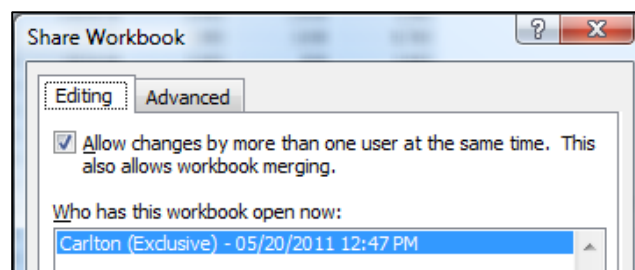 Share Workbook
?
Editing
Advanced
Allow changes by more than one user at the same time. This
also allows workbook merging.
Who has this workbook open now:
Carlton (Exclusive) - 05/20/2011 12:47 PM